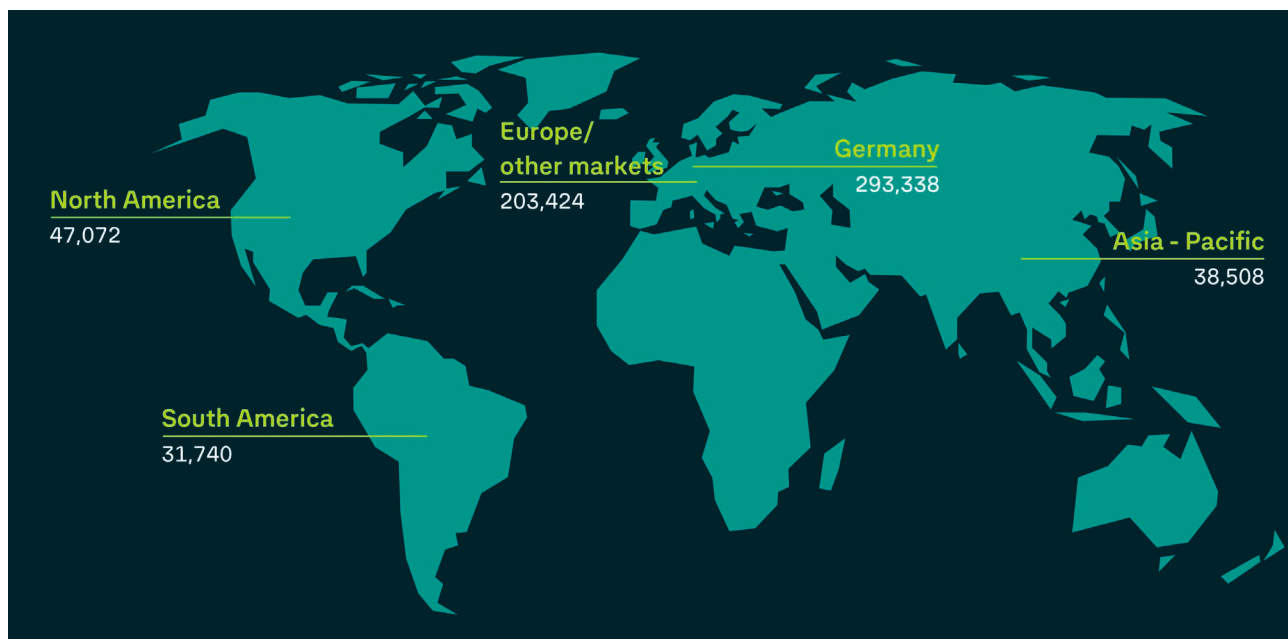 Europe/
other markets
203,424
Germany
293,338
North America
47,072
Asia - Pacific
38,508
South America
31,740